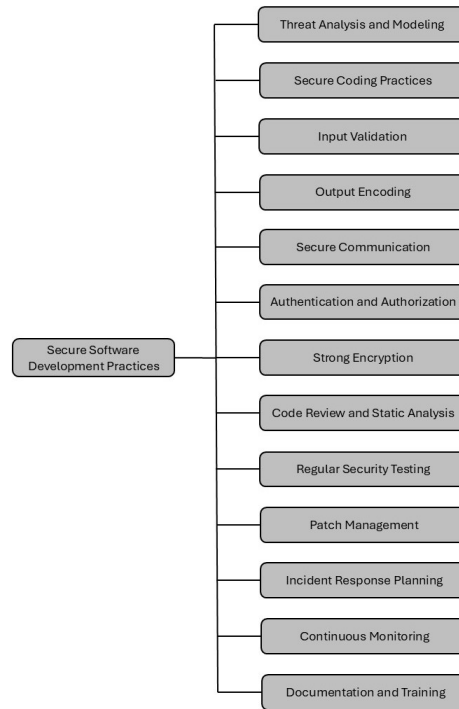 Threat Analysis and Modeling
Secure Coding Practices
Input Validation
Output Encoding
Secure Communication
Authentication and Authorization
Secure Software
Development Practices
Strong Encryption
Code Review and Static Analysis
Regular Security Testing
Patch Management
Incident Response Planning
Continuous Monitoring
Documentation and Training